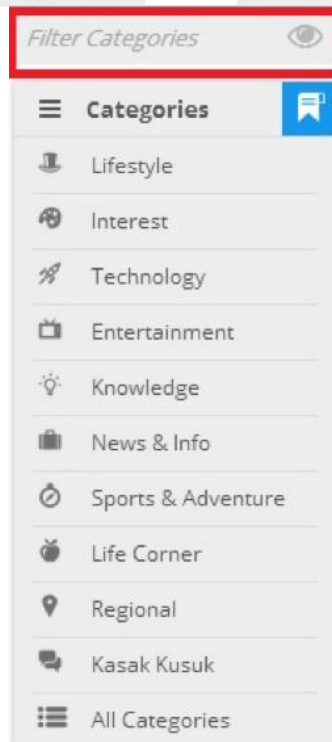 Filter Categories
Categories
Lifestyle
Interest
Technology
Entertainment
Knowledge
News & Info
Sports & Adventure
Life Corner
Regional
Kasak Kusuk
All Categories